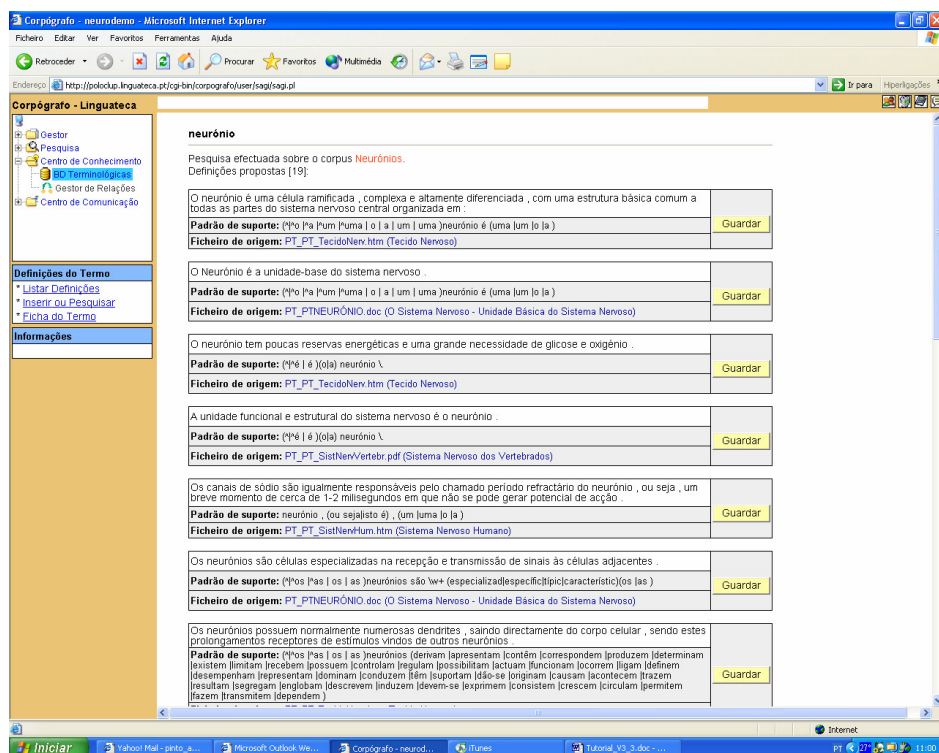 Corpógrafo - neurodemo - Microsoft Internet Explorer
Ficheiro Editar Ver Favoritos Ferramentas Ajuda
Retroceder Procurar Favoritos Multimédia
Endereço http://poloclup.linguateca.pt/cgi-bin/corpografo/user/sagi/sagi.pl Ir para Hiperligações
Corpógrafo - Linguateca
Gestor
Pesquisa
Centro de Conhecimento
BD Terminológicas
Gestor de Relações
Centro de Comunicação
Definições do Termo
* Listar Definições
* Inserir ou Pesquisar
* Ficha do Termo
Informações
neurónio
Pesquisa efectuada sobre o corpus Neurónios.
Definições propostas [19]:
O neurónio é uma célula ramificada , complexa e altamente diferenciada , com uma estrutura básica comum a
todas as partes do sistema nervoso central organizada em :
Padrão de suporte: (^|^o |^a |^um |^uma | o | a | um | uma )neurónio é (uma |um |o |a )
Ficheiro de origem: PT_PT_TecidoNerv.htm (Tecido Nervoso)
Guardar
O Neurónio é a unidade-base do sistema nervoso .
Padrão de suporte: (^|^o |^a |^um |^uma | o | a | um | uma )neurónio é (uma |um |o |a )
Ficheiro de origem: PT_PTNEURÓNIO.doc (O Sistema Nervoso - Unidade Básica do Sistema Nervoso)
Guardar
O neurónio tem poucas reservas energéticas e uma grande necessidade de glicose e oxigénio .
Padrão de suporte: (^|^é | é )(o|a) neurónio \.
Ficheiro de origem: PT_PT_TecidoNerv.htm (Tecido Nervoso)
Guardar
A unidade funcional e estrutural do sistema nervoso é o neurónio .
Padrão de suporte: (^|^é | é )(o|a) neurónio \.
Ficheiro de origem: PT_PT_SistNervVertebr.pdf (Sistema Nervoso dos Vertebrados)
Guardar
Os canais de sódio são igualmente responsáveis pelo chamado período refractário do neurónio , ou seja , um
breve momento de cerca de 1-2 milisegundos em que não se pode gerar potencial de acção .
Padrão de suporte: neurónio , (ou seja|isto é) , (um |uma |o |a )
Ficheiro de origem: PT_PT_SistNervHum.htm (Sistema Nervoso Humano)
Guardar
Os neurónios são células especializadas na recepção e transmissão de sinais às células adjacentes .
Padrão de suporte: (^|^os |^as | os | as )neurónios são \w+ (especializad|específic|típic|característic)(os |as )
Ficheiro de origem: PT_PTNEURÓNIO.doc (O Sistema Nervoso - Unidade Básica do Sistema Nervoso)
Guardar
Os neurónios possuem normalmente numerosas dendrites , saindo directamente do corpo celular , sendo estes
prolongamentos receptores de estímulos vindos de outros neurónios .
Padrão de suporte: (^|^os |^as | os | as )neurónios (derivam |apresentam |contêm |correspondem |produzem |determinam
|existem |limitam |recebem |possuem |controlam |regulam |possibilitam |actuam |funcionam |ocorrem |ligam |definem
|desempenham |representam |dominam |conduzem |têm |suportam |dão-se |originam |causam |acontecem |trazem
|resultam |segregam |englobam |descrevem |induzem |devem-se |exprimem |consistem |crescem |circulam |permitem
|fazem |transmitem |dependem )
Guardar
Internet
Iniciar Yahoo! Mail - pinto_a... Microsoft Outlook We... Corpógrafo - neurod... iTunes Tutorial_V3_3.doc - ... PT 27° 11:00